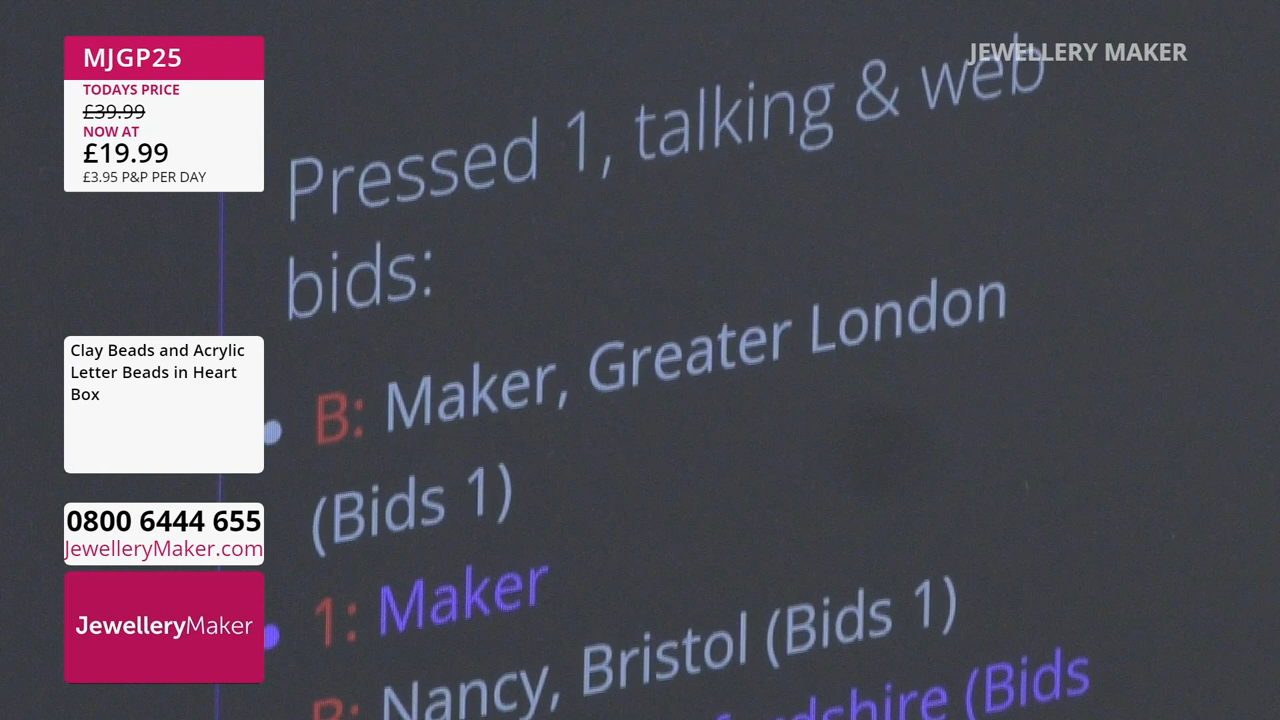 MJGP25
TODAYS PRICE
£39.99
NOW AT
£19.99
£3.95 P&P PER DAY
JEWELLERY MAKER
Pressed 1, talking & web
bids:
B: Maker, Greater London
(Bids 1)
1: Maker
B: Nancy, Bristol (Bids 1)
(Bids
Clay Beads and Acrylic
Letter Beads in Heart
Box
0800 6444 655
JewelleryMaker.com
JewelleryMaker